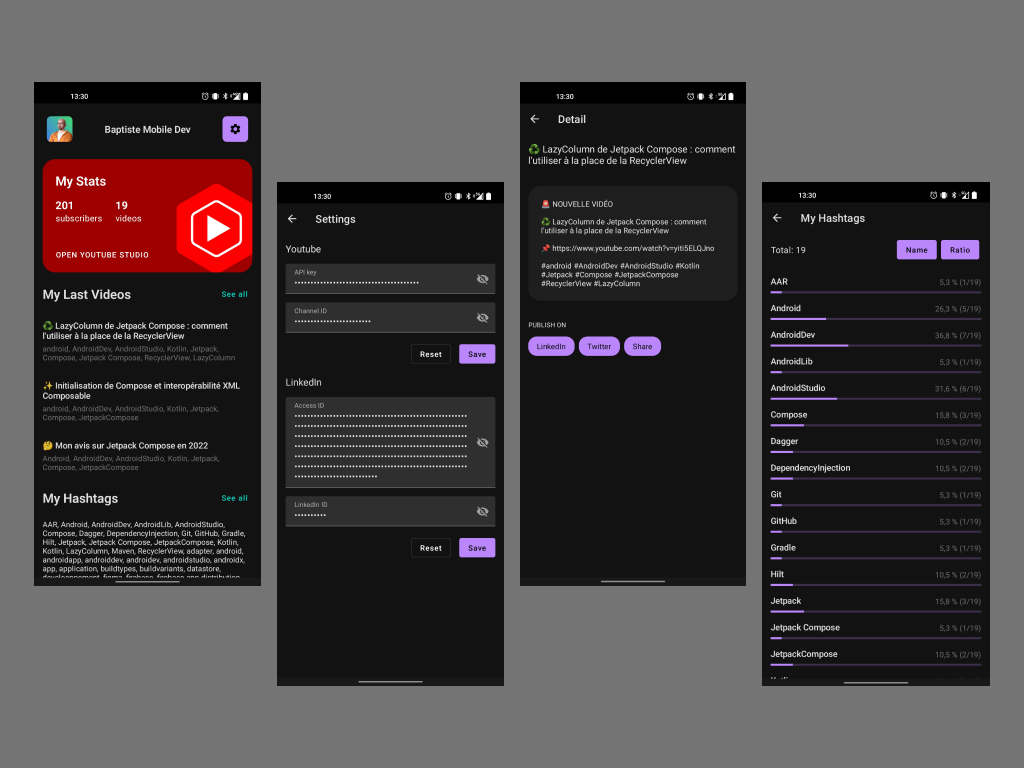 13:30
Baptiste Mobile Dev
My Stats
201
subscribers
19
videos
OPEN YOUTUBE STUDIO
My Last Videos
See all
♻️ LazyColumn de Jetpack Compose : comment
l'utiliser à la place de la RecyclerView
android, AndroidDev, AndroidStudio, Kotlin, Jetpack,
Compose, Jetpack Compose, RecyclerView, LazyColumn
✨ Initialisation de Compose et interopérabilité XML
Composable
android, AndroidDev, AndroidStudio, Kotlin, Jetpack,
Compose, JetpackCompose
🤔 Mon avis sur Jetpack Compose en 2022
Android, AndroidDev, AndroidStudio, Kotlin, Jetpack,
Compose, JetpackCompose
My Hashtags
See all
AAR, Android, AndroidDev, AndroidLib, AndroidStudio,
Compose, Dagger, DependencyInjection, Git, GitHub, Gradle,
Hilt, Jetpack, Jetpack Compose, JetpackCompose, Kotlin,
Kotlin, LazyColumn, Maven, RecyclerView, adapter, android,
androidapp, androiddev, androidev, androidstudio, androidx,
app, application, buildtypes, buildvariants, datastore,
developpement, figma, firebase, firebase app distribution,
13:30
Settings
Youtube
API key
Channel ID
Reset
Save
LinkedIn
Access ID
LinkedIn ID
Reset
Save
13:30
Detail
♻️ LazyColumn de Jetpack Compose : comment
l'utiliser à la place de la RecyclerView
🚨 NOUVELLE VIDÉO
♻️ LazyColumn de Jetpack Compose : comment
l'utiliser à la place de la RecyclerView
📌 https://www.youtube.com/watch?v=yiti5ELQJno
#android #AndroidDev #AndroidStudio #Kotlin
#Jetpack #Compose #JetpackCompose
#RecyclerView #LazyColumn
PUBLISH ON
LinkedIn
Twitter
Share
13:30
My Hashtags
Total: 19
Name
Ratio
AAR 5,3 % (1/19)
Android 26,3 % (5/19)
AndroidDev 36,8 % (7/19)
AndroidLib 5,3 % (1/19)
AndroidStudio 31,6 % (6/19)
Compose 15,8 % (3/19)
Dagger 10,5 % (2/19)
DependencyInjection 10,5 % (2/19)
Git 5,3 % (1/19)
GitHub 5,3 % (1/19)
Gradle 5,3 % (1/19)
Hilt 10,5 % (2/19)
Jetpack 15,8 % (3/19)
Jetpack Compose 5,3 % (1/19)
JetpackCompose 10,5 % (2/19)